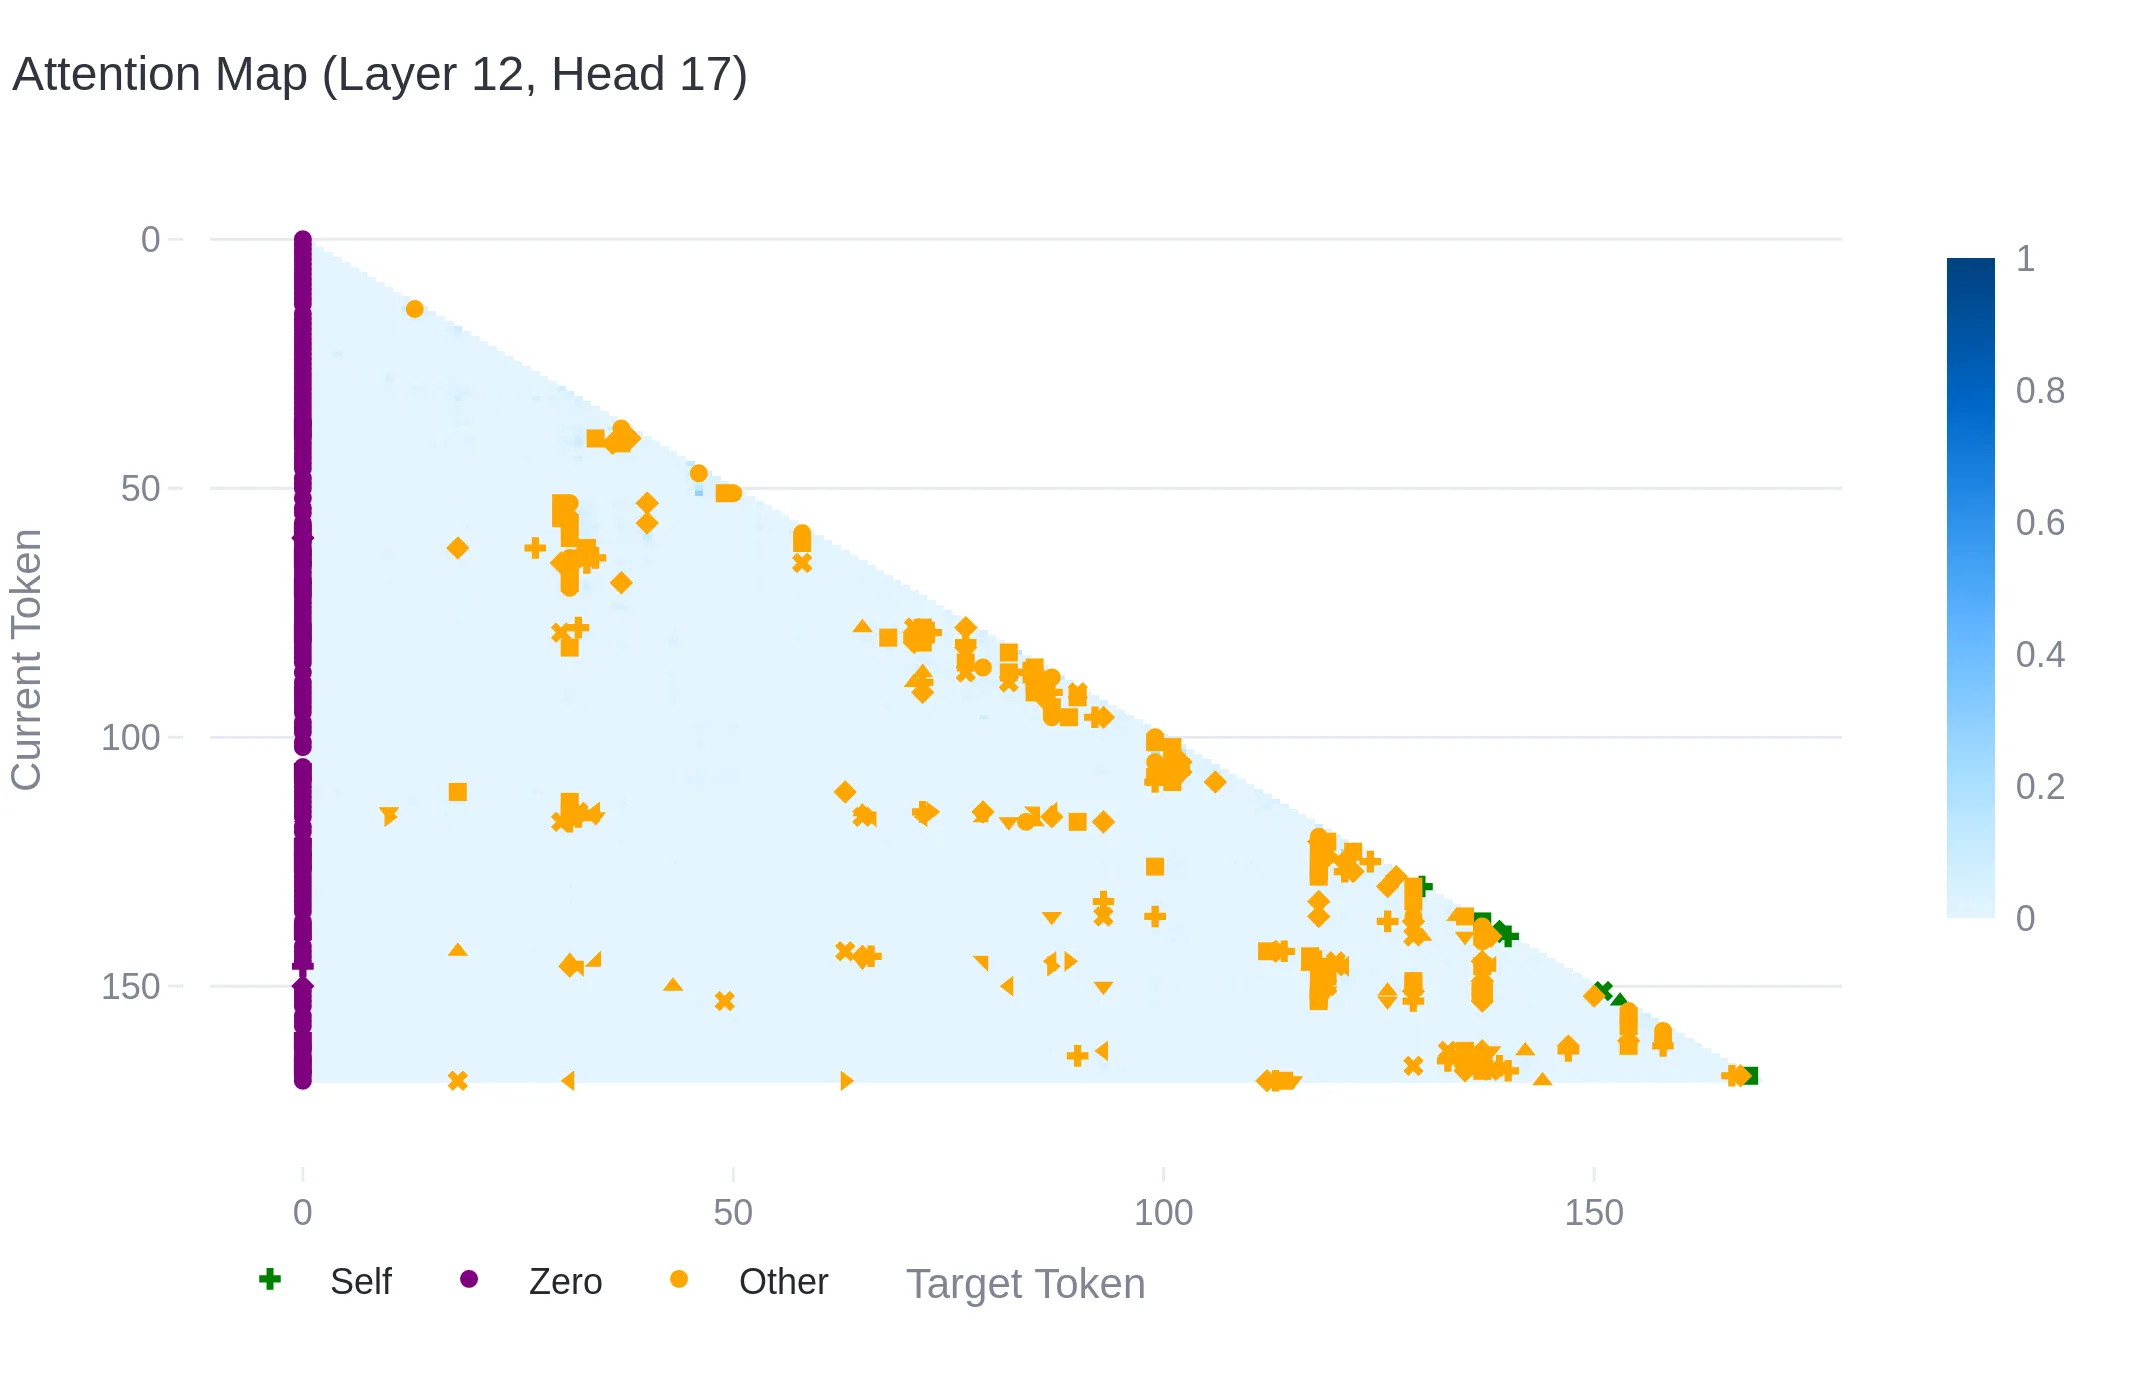 Attention Map (Layer 12, Head 17)
0
50
100
150
Current Token
0
50
100
150
Self
Zero
Other
Target Token
1
0.8
0.6
0.4
0.2
0